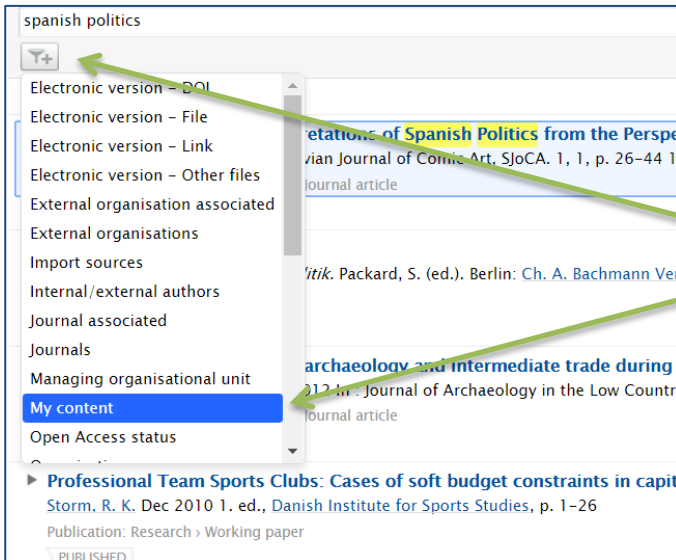 spanish politics
Electronic version – DOI
Electronic version – File
Electronic version – Link
Electronic version – Other files
External organisation associated
External organisations
Import sources
Internal/external authors
Journal associated
Journals
Managing organisational unit
My content
Open Access status
retations of Spanish Politics from the Perspe
vian Journal of Comic Art, SJoCA. 1, 1, p. 26–44 1
Journal article
itik. Packard, S. (ed.). Berlin: Ch. A. Bachmann Ver
archaeology and intermediate trade during
012 In : Journal of Archaeology in the Low Countr
Journal article
Professional Team Sports Clubs: Cases of soft budget constraints in capit
Storm, R. K. Dec 2010 1. ed., Danish Institute for Sports Studies, p. 1–26
Publication: Research › Working paper
PUBLISHED